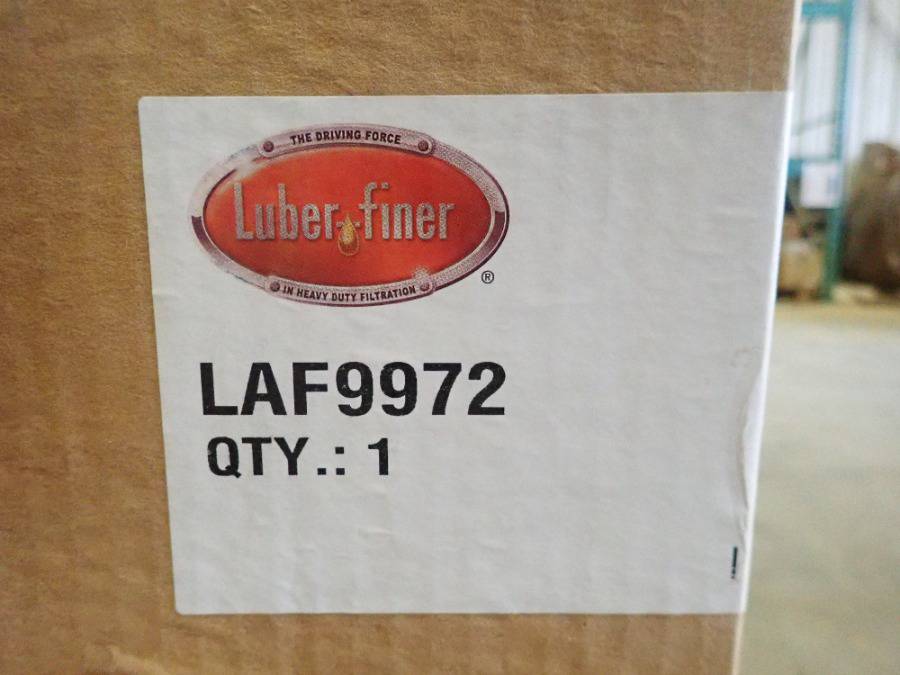 THE DRIVING FORCE
Luber-finer
®
IN HEAVY DUTY FILTRATION
LAF9972
QTY.: 1